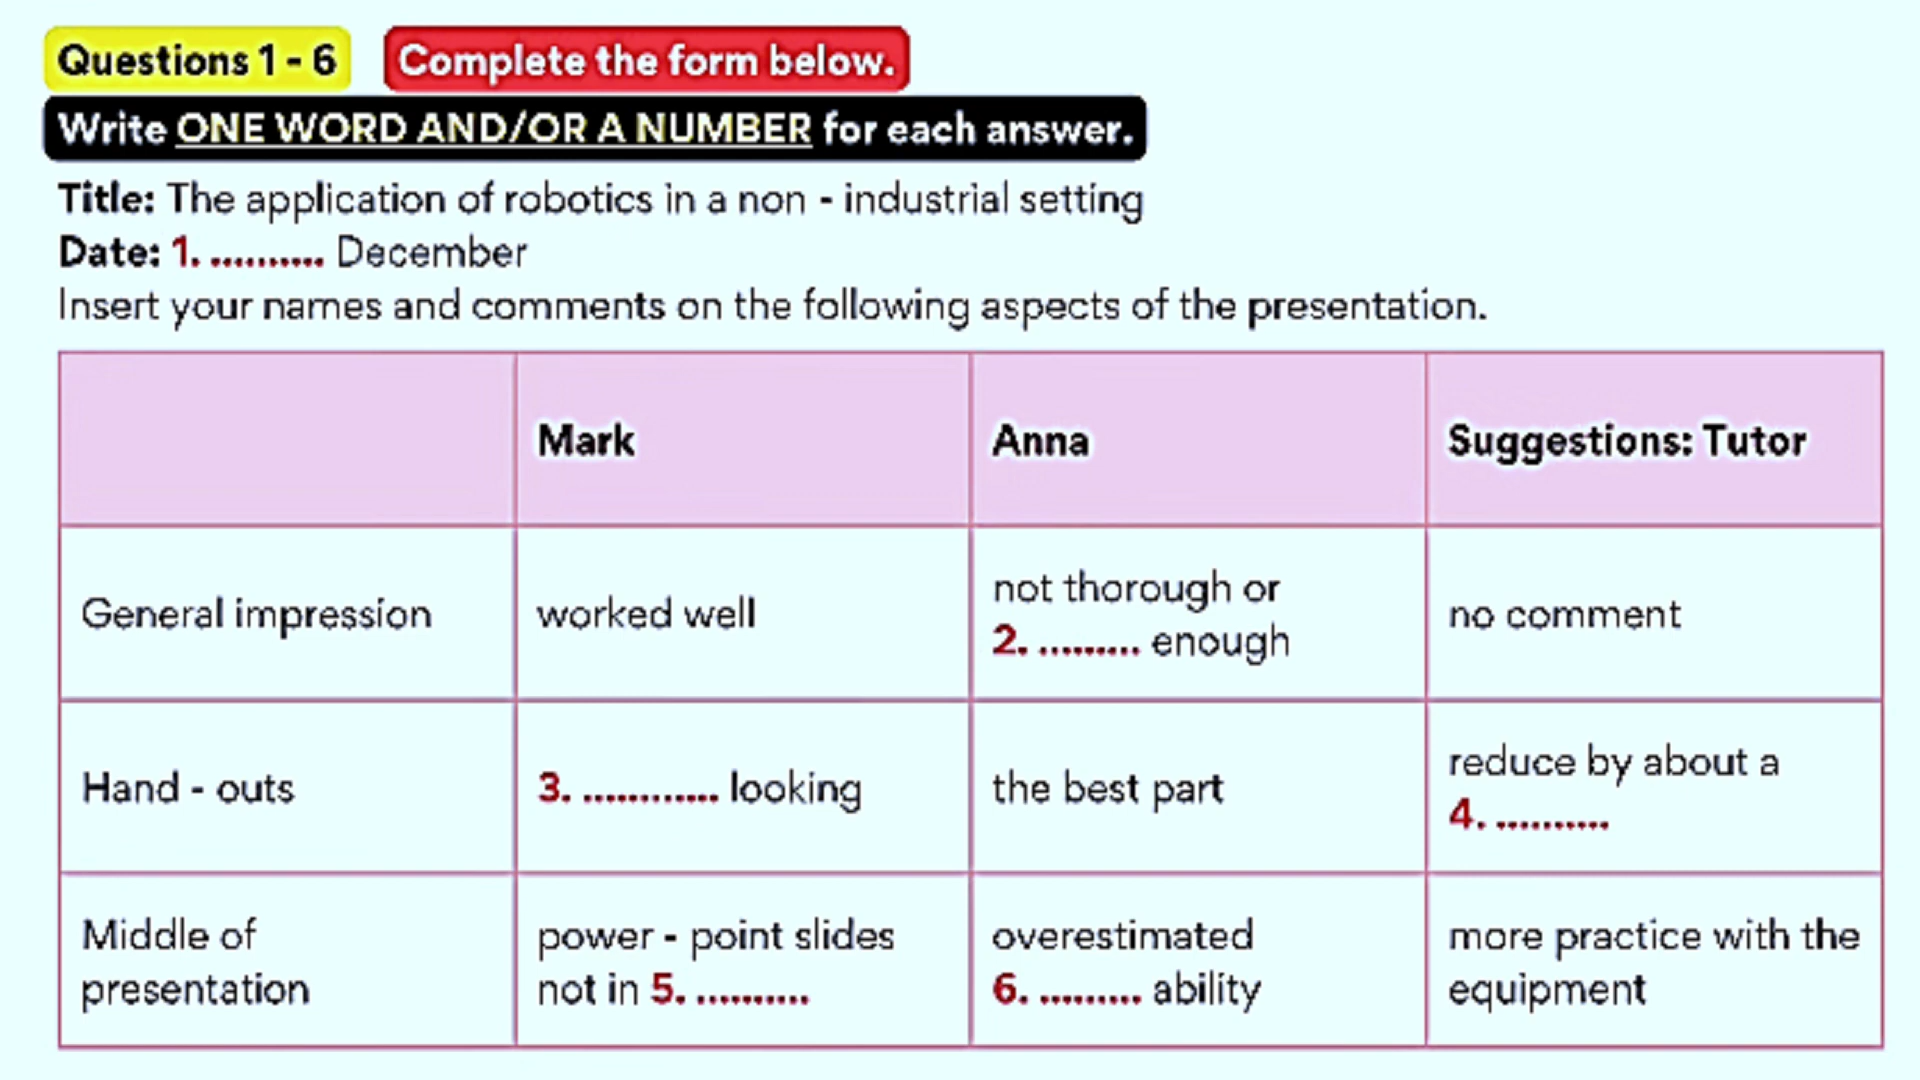 Questions 1 - 6 Complete the form below.
Write ONE WORD AND/OR A NUMBER for each answer.
Title: The application of robotics in a non - industrial setting
Date: 1. .......... December
Insert your names and comments on the following aspects of the presentation.
Mark Anna Suggestions: Tutor
General impression worked well not thorough or
2. ......... enough no comment
Hand - outs 3. ............ looking the best part reduce by about a
4. ..........
Middle of
presentation power - point slides
not in 5. .......... overestimated
6. ......... ability more practice with the
equipment